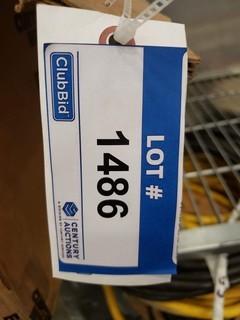 LOT #
1486
ClubBid
CENTURY
AUCTIONS